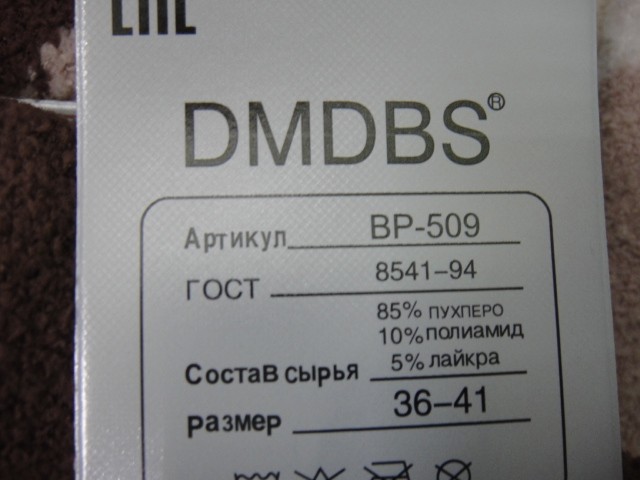 EAC
DMDBS®
Артикул BP-509
ГОСТ 8541-94
85% ПУХПЕРО
10% полиамид
Состав сырья 5% лайкра
размер 36-41